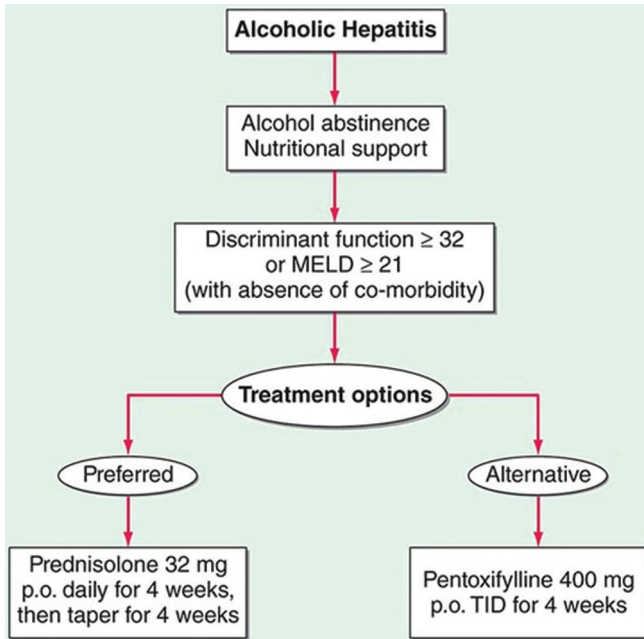 Alcoholic Hepatitis
Alcohol abstinence
Nutritional support
Discriminant function ≥ 32
or MELD ≥ 21
(with absence of co-morbidity)
Treatment options
Preferred
Alternative
Prednisolone 32 mg
p.o. daily for 4 weeks,
then taper for 4 weeks
Pentoxifylline 400 mg
p.o. TID for 4 weeks